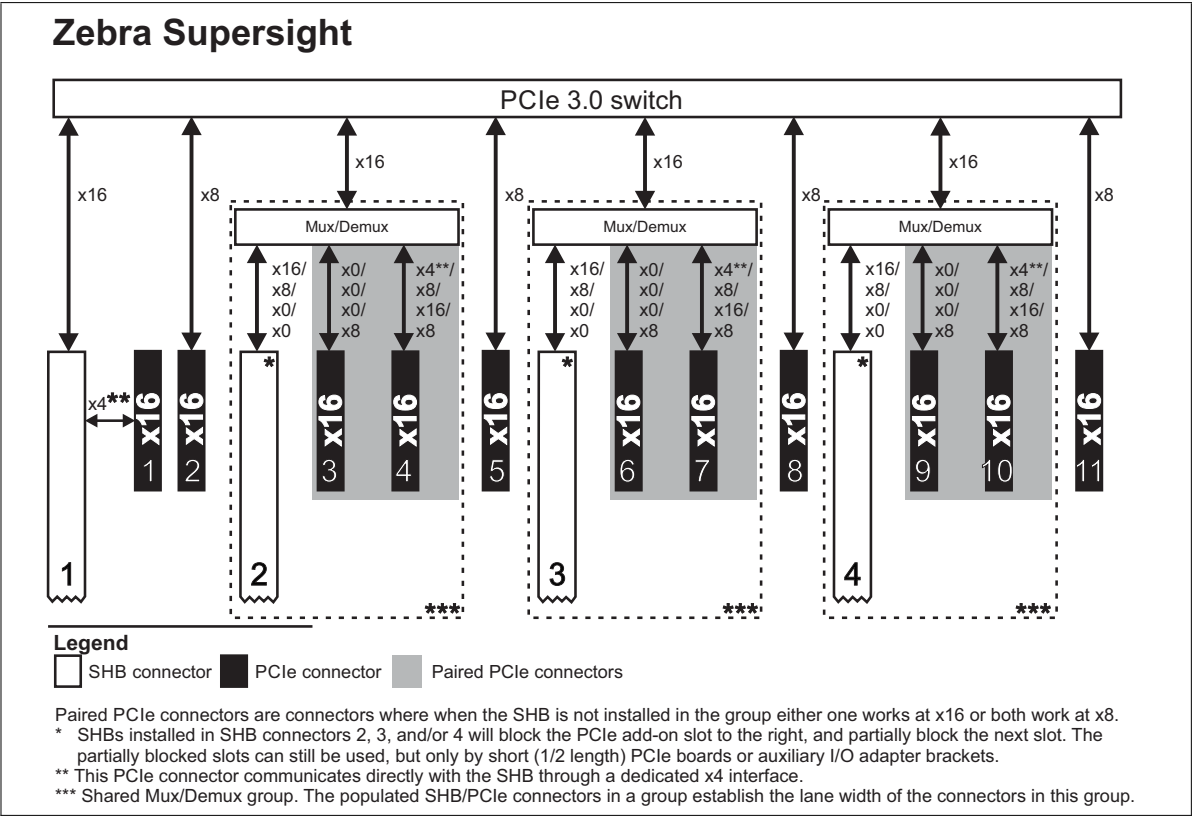 Zebra Supersight
PCIe 3.0 switch
x16
x8
x16
x8
x16
x8
x16
x8
Mux/Demux
Mux/Demux
Mux/Demux
x16/ x0/ x4**/
x8/ x0/ x8/
x0/ x0/ x16/
x0 x8 x8
x16/ x0/ x4**/
x8/ x0/ x8/
x0/ x0/ x16/
x0 x8 x8
x16/ x0/ x4**/
x8/ x0/ x8/
x0/ x0/ x16/
x0 x8 x8
x4**
1 x16
2 x16
*
3 x16
4 x16
5 x16
*
6 x16
7 x16
8 x16
*
9 x16
10 x16
11 x16
1
2
3
4
***
***
***
Legend
SHB connector PCIe connector Paired PCIe connectors
Paired PCIe connectors are connectors where when the SHB is not installed in the group either one works at x16 or both work at x8.
* SHBs installed in SHB connectors 2, 3, and/or 4 will block the PCIe add-on slot to the right, and partially block the next slot. The
partially blocked slots can still be used, but only by short (1/2 length) PCIe boards or auxiliary I/O adapter brackets.
** This PCIe connector communicates directly with the SHB through a dedicated x4 interface.
*** Shared Mux/Demux group. The populated SHB/PCIe connectors in a group establish the lane width of the connectors in this group.